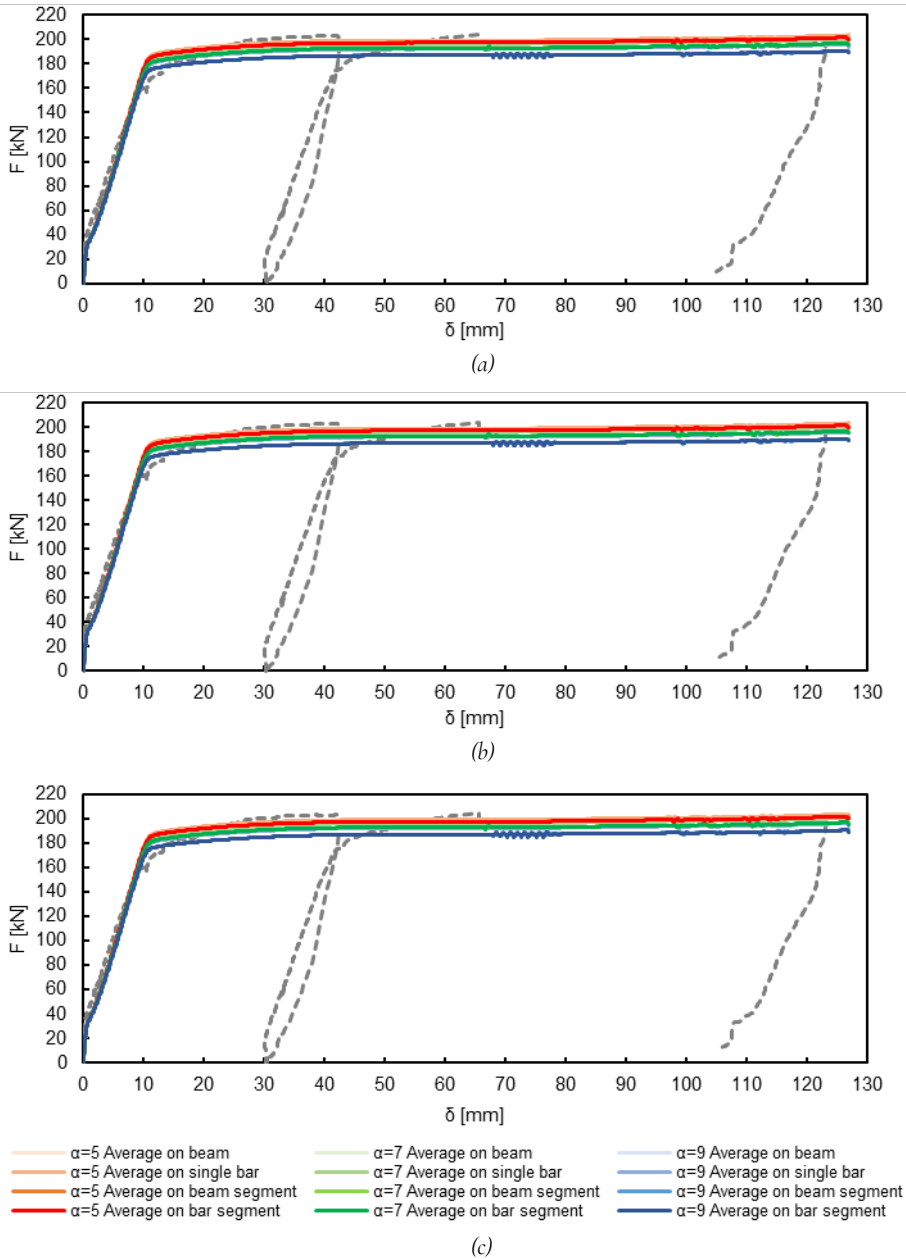 220
200
180
160
140
120
100
80
60
40
20
0
F [kN]
0 10 20 30 40 50 60 70 80 90 100 110 120 130
δ [mm]
(a)
220
200
180
160
140
120
100
80
60
40
20
0
F [kN]
0 10 20 30 40 50 60 70 80 90 100 110 120 130
δ [mm]
(b)
220
200
180
160
140
120
100
80
60
40
20
0
F [kN]
0 10 20 30 40 50 60 70 80 90 100 110 120 130
δ [mm]
α=5 Average on beam α=7 Average on beam α=9 Average on beam
α=5 Average on single bar α=7 Average on single bar α=9 Average on single bar
α=5 Average on beam segment α=7 Average on beam segment α=9 Average on beam segment
α=5 Average on bar segment α=7 Average on bar segment α=9 Average on bar segment
(c)